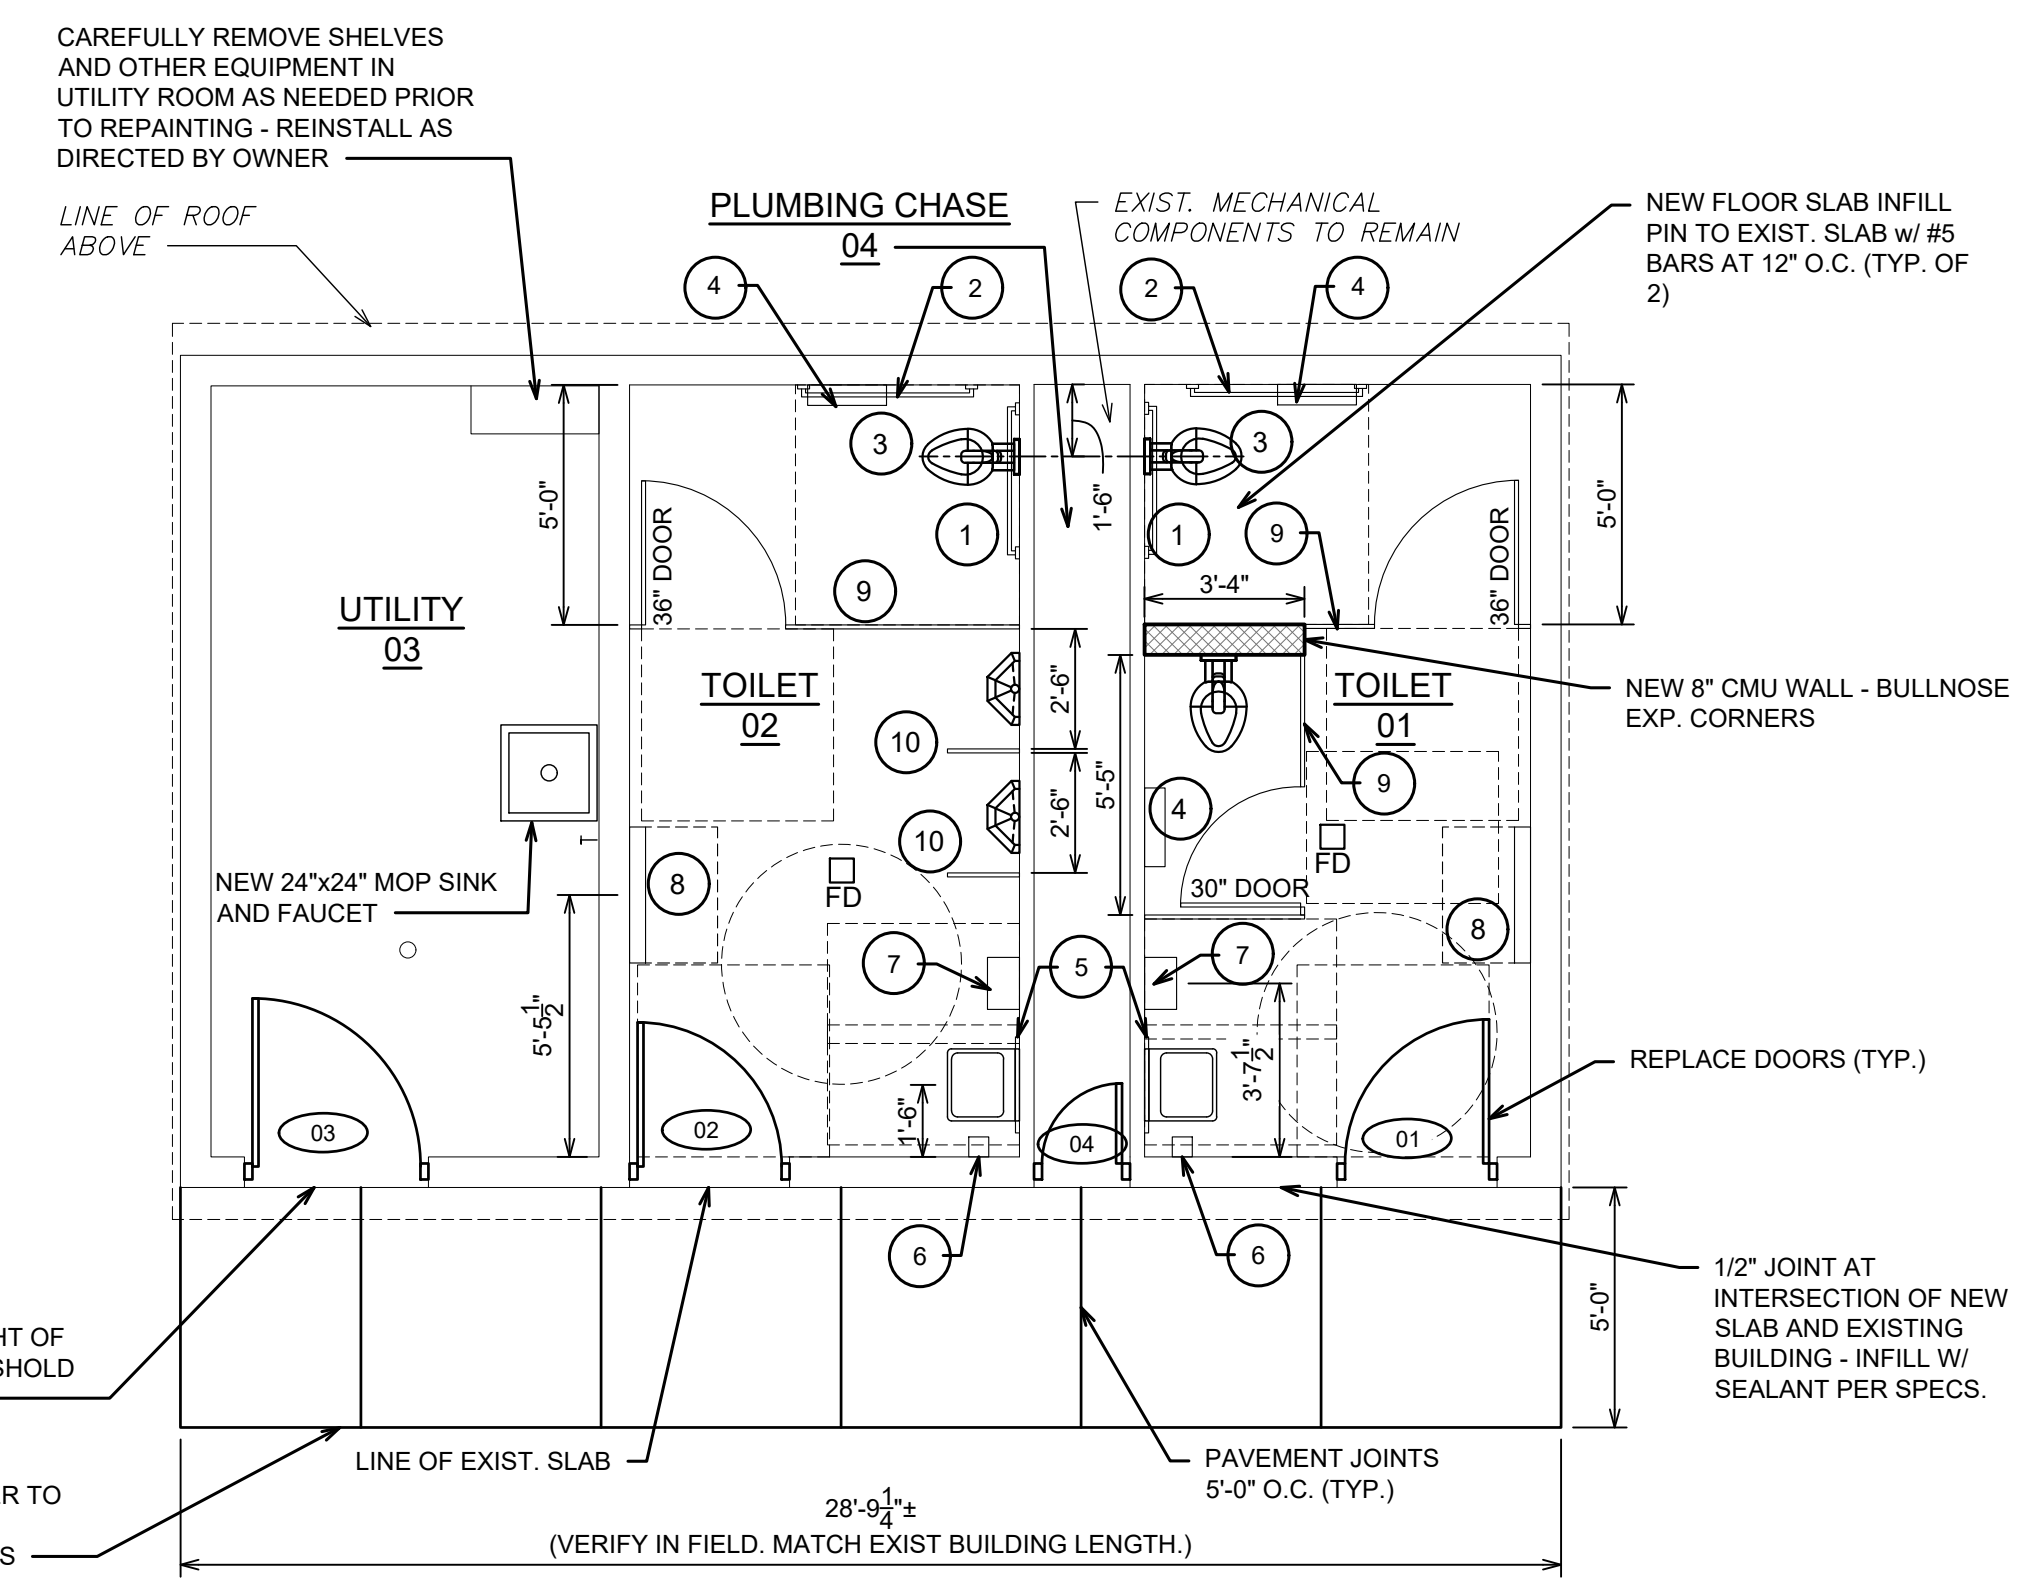 CAREFULLY REMOVE SHELVES
AND OTHER EQUIPMENT IN
UTILITY ROOM AS NEEDED PRIOR
TO REPAINTING - REINSTALL AS
DIRECTED BY OWNER
LINE OF ROOF
ABOVE
PLUMBING CHASE
04
EXIST. MECHANICAL
COMPONENTS TO REMAIN
NEW FLOOR SLAB INFILL
PIN TO EXIST. SLAB w/ #5
BARS AT 12" O.C. (TYP. OF
2)
4
2
2
4
3
3
1
1
9
9
5'-0"
36" DOOR
1'-6"
3'-4"
36" DOOR
5'-0"
UTILITY
03
TOILET
02
TOILET
01
NEW 8" CMU WALL - BULLNOSE
EXP. CORNERS
2'-6"
2'-6"
5'-5"
10
10
9
4
8
FD
FD
30" DOOR
8
NEW 24"x24" MOP SINK
AND FAUCET
T
7
5
7
5'-5 1/2"
1'-6"
3'-7 1/2"
REPLACE DOORS (TYP.)
03
02
04
01
6
6
5'-0"
1/2" JOINT AT
INTERSECTION OF NEW
SLAB AND EXISTING
BUILDING - INFILL W/
SEALANT PER SPECS.
HT OF
SHOLD
LINE OF EXIST. SLAB
PAVEMENT JOINTS
5'-0" O.C. (TYP.)
ER TO
S
28'-9 1/4"±
(VERIFY IN FIELD. MATCH EXIST BUILDING LENGTH.)